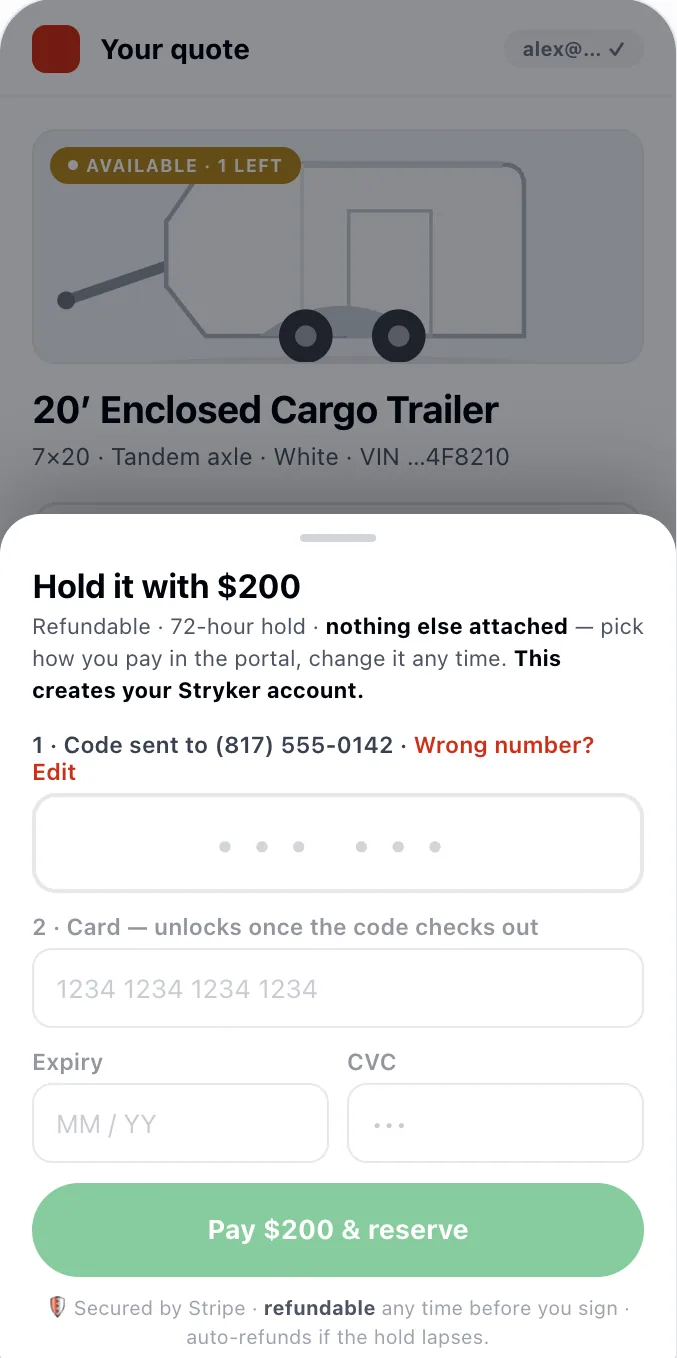 Your quote
alex@... ✓
AVAILABLE · 1 LEFT
20′ Enclosed Cargo Trailer
7×20 · Tandem axle · White · VIN …4F8210
Hold it with $200
Refundable · 72-hour hold · nothing else attached — pick
how you pay in the portal, change it any time. This
creates your Stryker account.
1 · Code sent to (817) 555-0142 · Wrong number?
Edit
••• •••
2 · Card — unlocks once the code checks out
1234 1234 1234 1234
Expiry
CVC
MM / YY
•••
Pay $200 & reserve
Secured by Stripe · refundable any time before you sign ·
auto-refunds if the hold lapses.